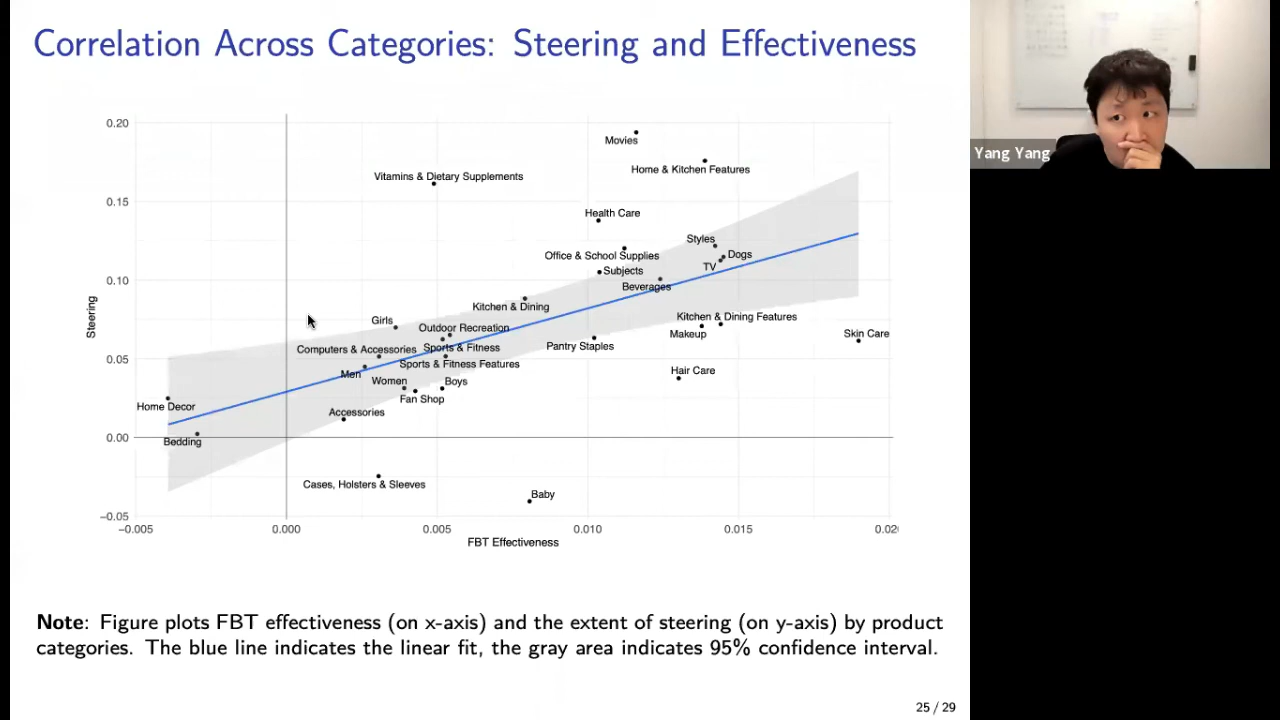 Correlation Across Categories: Steering and Effectiveness
Yang Yang
0.20
0.15
0.10
0.05
0.00
−0.05
Steering
Movies
Home & Kitchen Features
Vitamins & Dietary Supplements
Health Care
Styles
Office & School Supplies
Dogs
TV
Subjects
Beverages
Kitchen & Dining
Kitchen & Dining Features
Girls
Outdoor Recreation
Makeup
Skin Care
Computers & Accessories
Sports & Fitness
Pantry Staples
Sports & Fitness Features
Men
Hair Care
Women
Boys
Fan Shop
Home Decor
Accessories
Bedding
Cases, Holsters & Sleeves
Baby
−0.005
0.000
0.005
0.010
0.015
0.02
FBT Effectiveness
Note: Figure plots FBT effectiveness (on x-axis) and the extent of steering (on y-axis) by product
categories. The blue line indicates the linear fit, the gray area indicates 95% confidence interval.
25 / 29